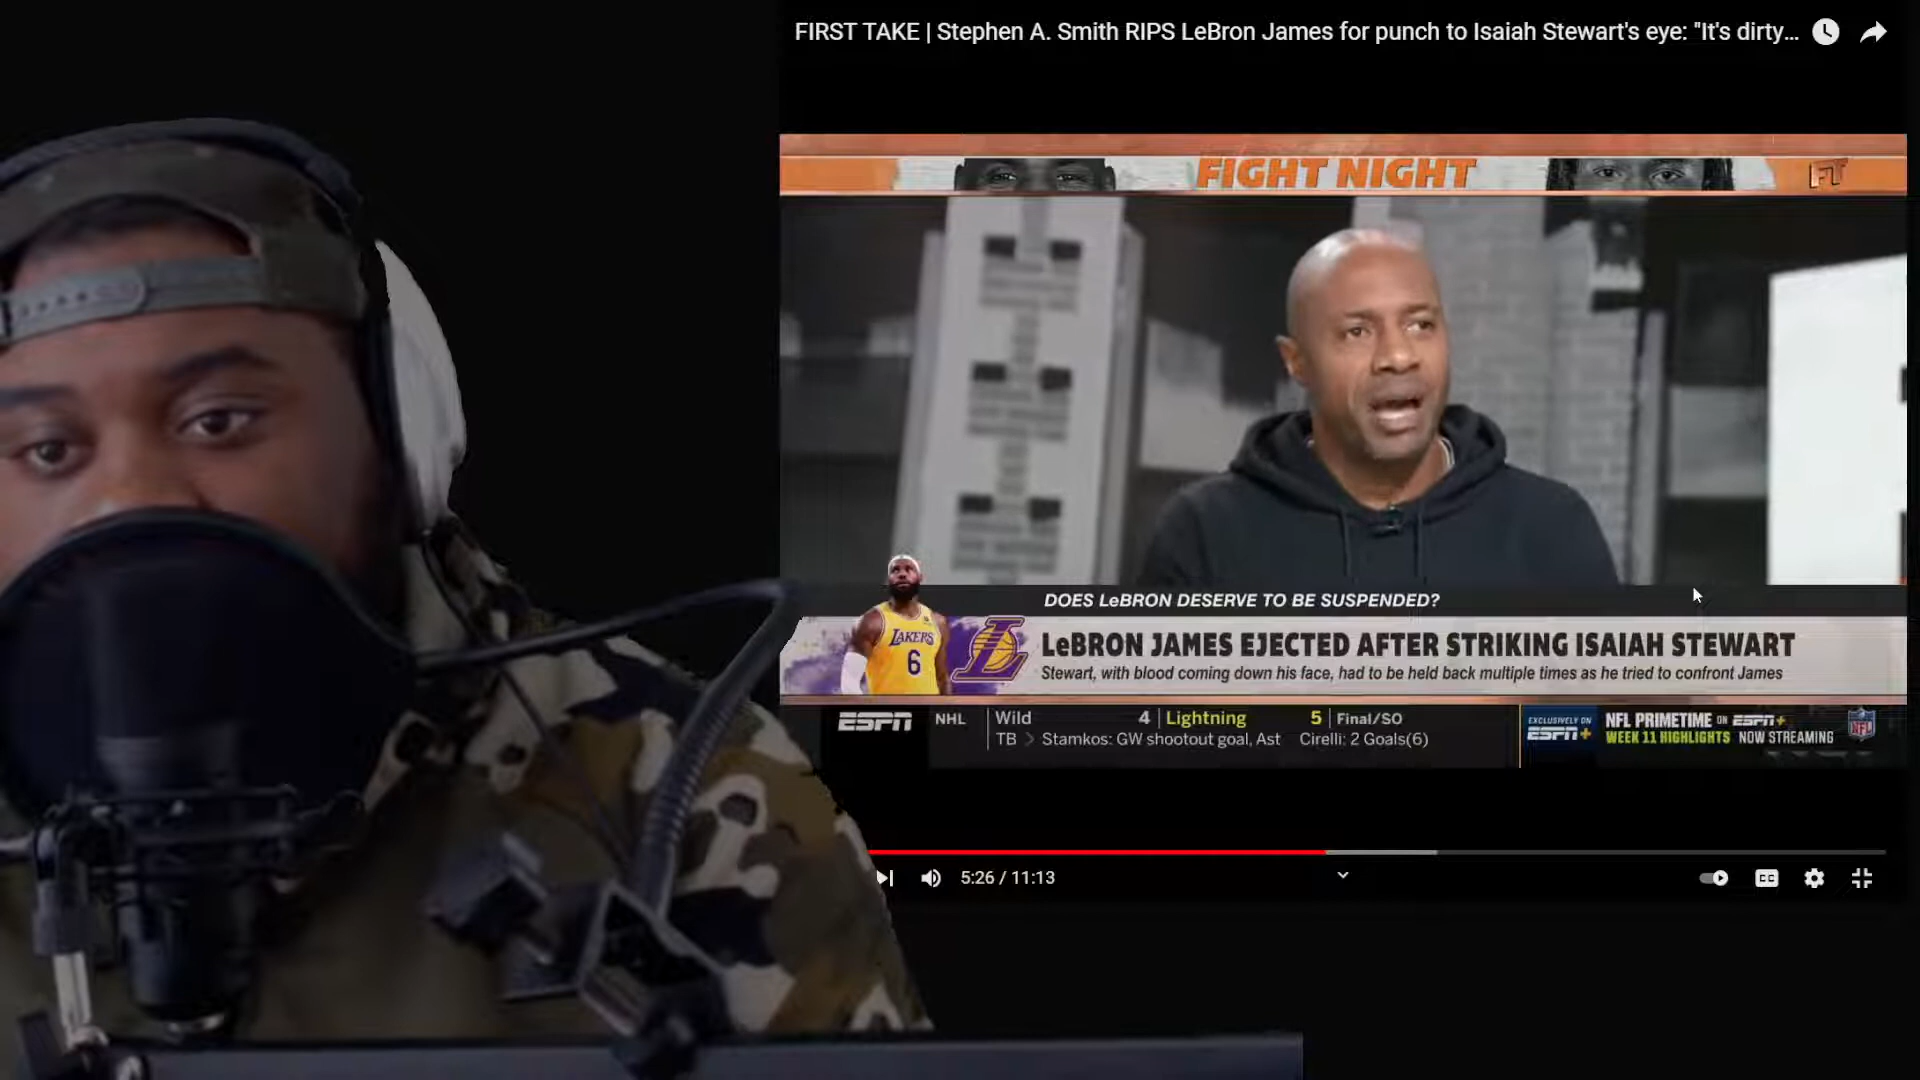 FIRST TAKE | Stephen A. Smith RIPS LeBron James for punch to Isaiah Stewart's eye: "It's dirty...
FIGHT NIGHT
FT
DOES LeBRON DESERVE TO BE SUSPENDED?
LAKERS
6
L
LeBRON JAMES EJECTED AFTER STRIKING ISAIAH STEWART
Stewart, with blood coming down his face, had to be held back multiple times as he tried to confront James
ESPN
NHL
Wild 4
Lightning 5
Final/SO
TB > Stamkos: GW shootout goal, Ast Cirelli: 2 Goals(6)
EXCLUSIVELY ON
ESPN+
NFL PRIMETIME ON ESPN+
WEEK 11 HIGHLIGHTS NOW STREAMING
NFL
5:26 / 11:13
CC